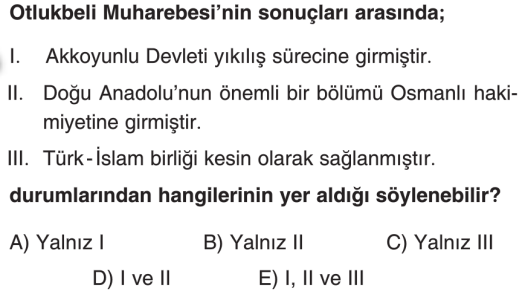 Otlukbeli Muharebesi’nin sonuçları arasında;
I. Akkoyunlu Devleti yıkılış sürecine girmiştir.
II. Doğu Anadolu’nun önemli bir bölümü Osmanlı haki-
miyetine girmiştir.
III. Türk-İslam birliği kesin olarak sağlanmıştır.
durumlarından hangilerinin yer aldığı söylenebilir?
A) Yalnız I B) Yalnız II C) Yalnız III
D) I ve II E) I, II ve III